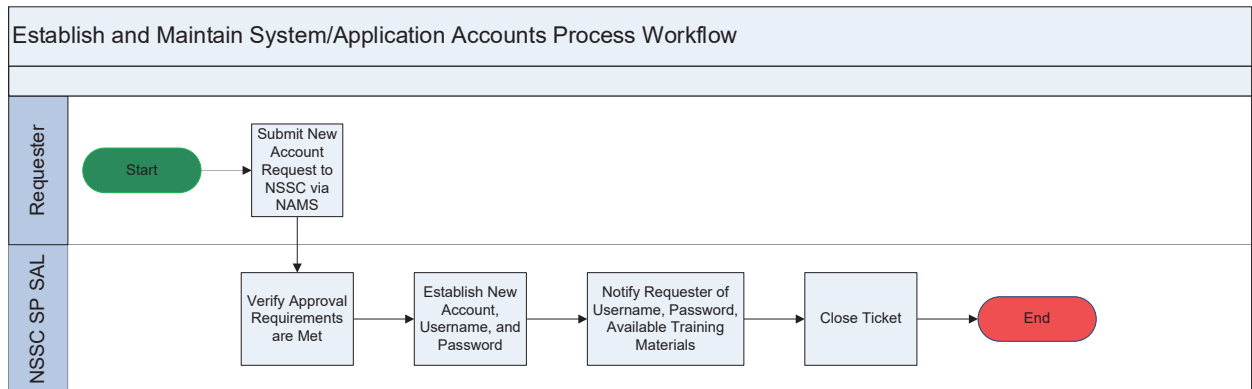 Establish and Maintain System/Application Accounts Process Workflow
Requester
Start
Submit New
Account
Request to
NSSC via
NAMS
NSSC SP SAL
Verify Approval
Requirements
are Met
Establish New
Account,
Username, and
Password
Notify Requester of
Username, Password,
Available Training
Materials
Close Ticket
End